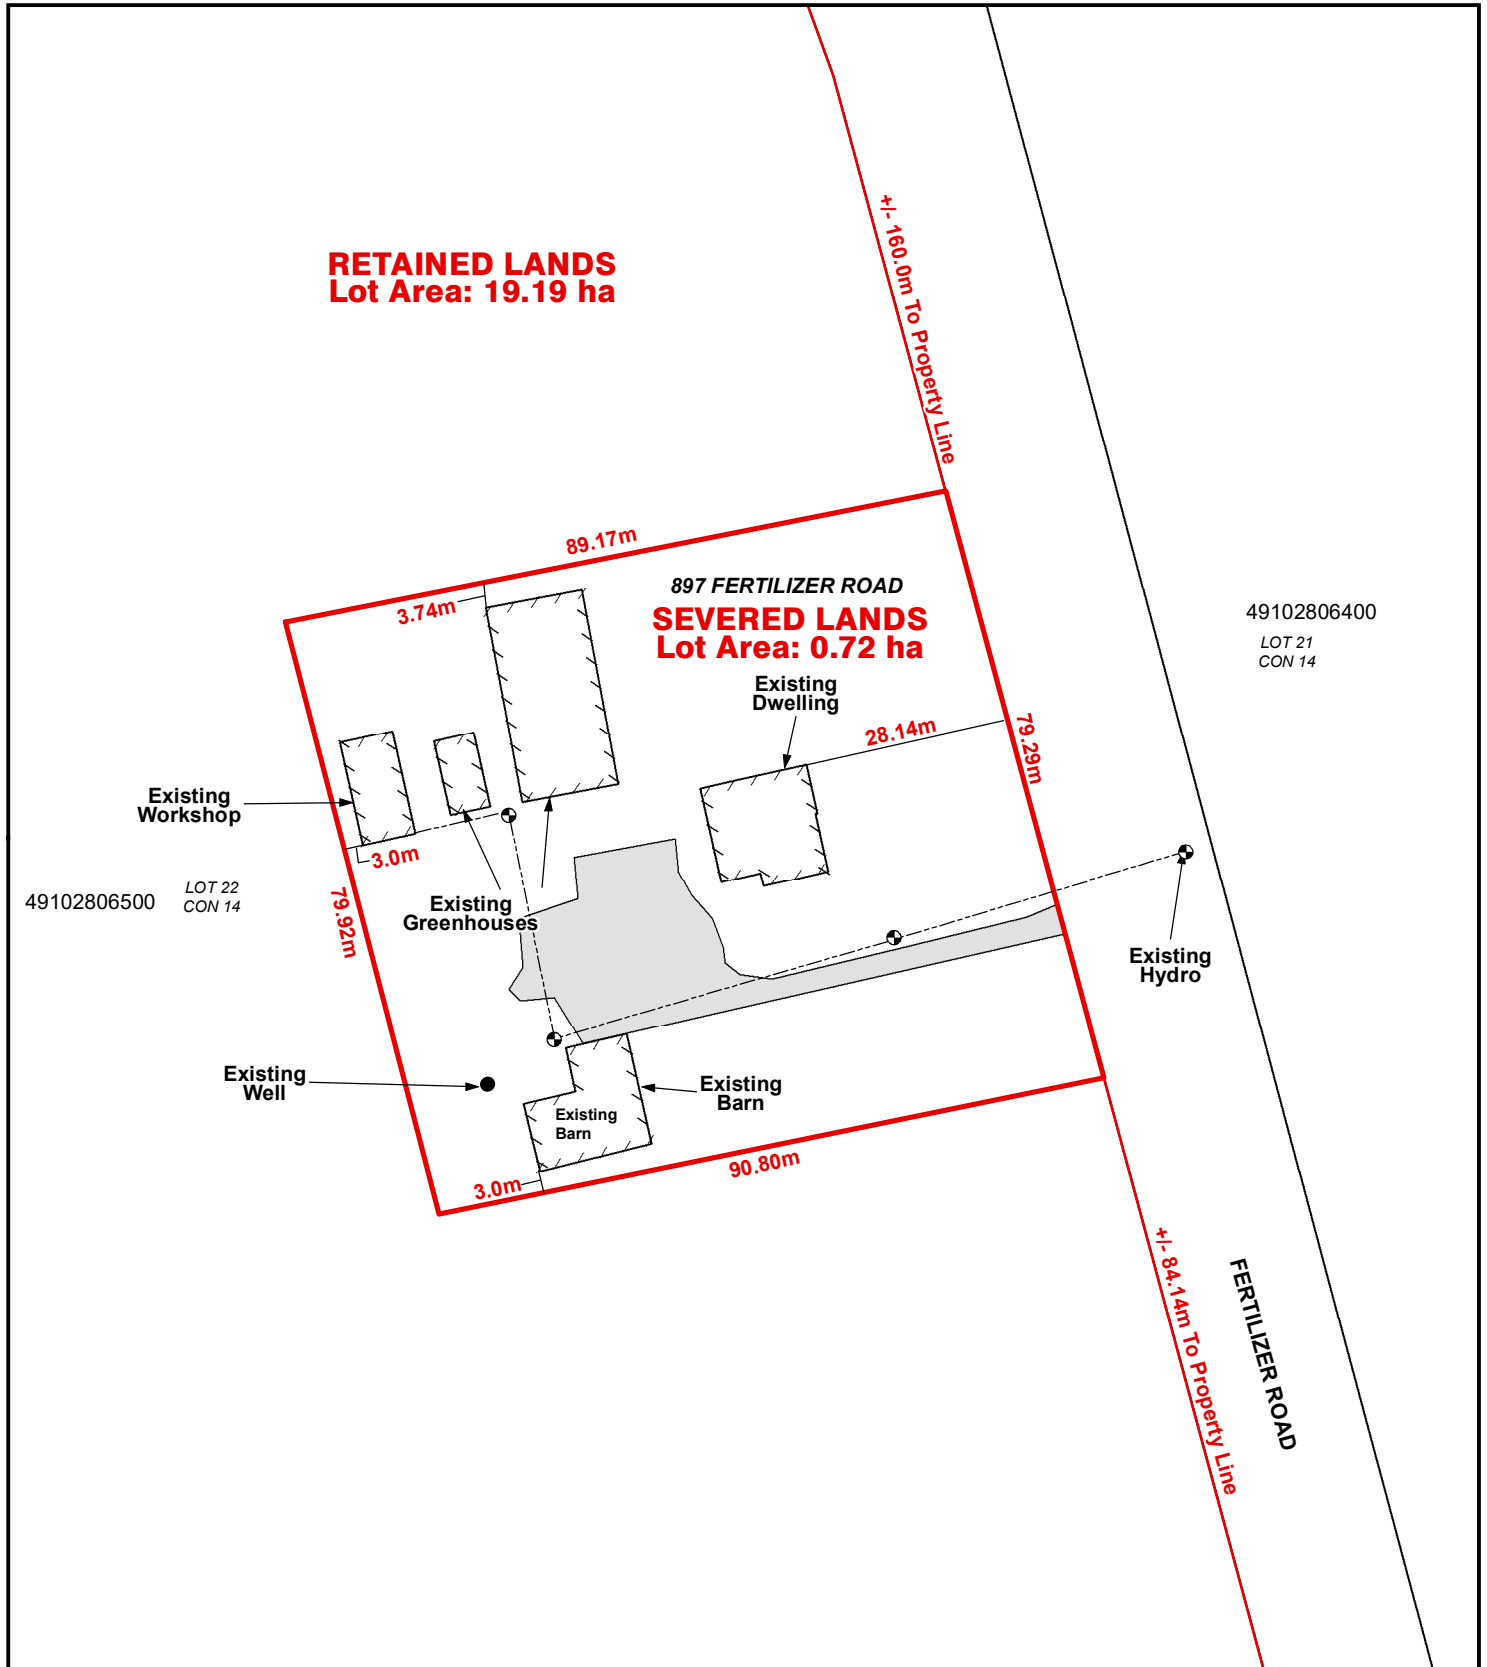 +/- 160.0m To Property Line
RETAINED LANDS
Lot Area: 19.19 ha
89.17m
897 FERTILIZER ROAD
3.74m
SEVERED LANDS
Lot Area: 0.72 ha
49102806400
LOT 21
CON 14
Existing
Dwelling
28.14m
79.29m
Existing
Workshop
3.0m
49102806500
LOT 22
CON 14
79.92m
Existing
Greenhouses
Existing
Hydro
Existing
Well
Existing
Barn
Existing
Barn
90.80m
3.0m
+/- 84.14m To Property Line
FERTILIZER ROAD